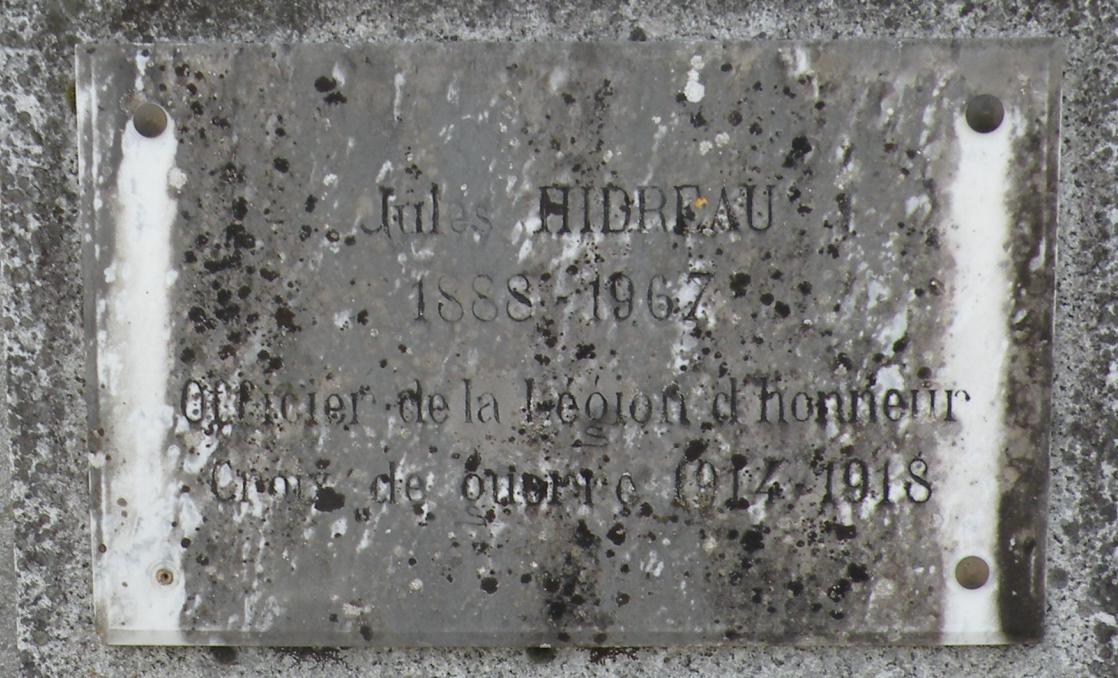 Jules HIDREAU
1888 - 1967
Officier de la Légion d'honneur
Croix de guerre 1914-1918